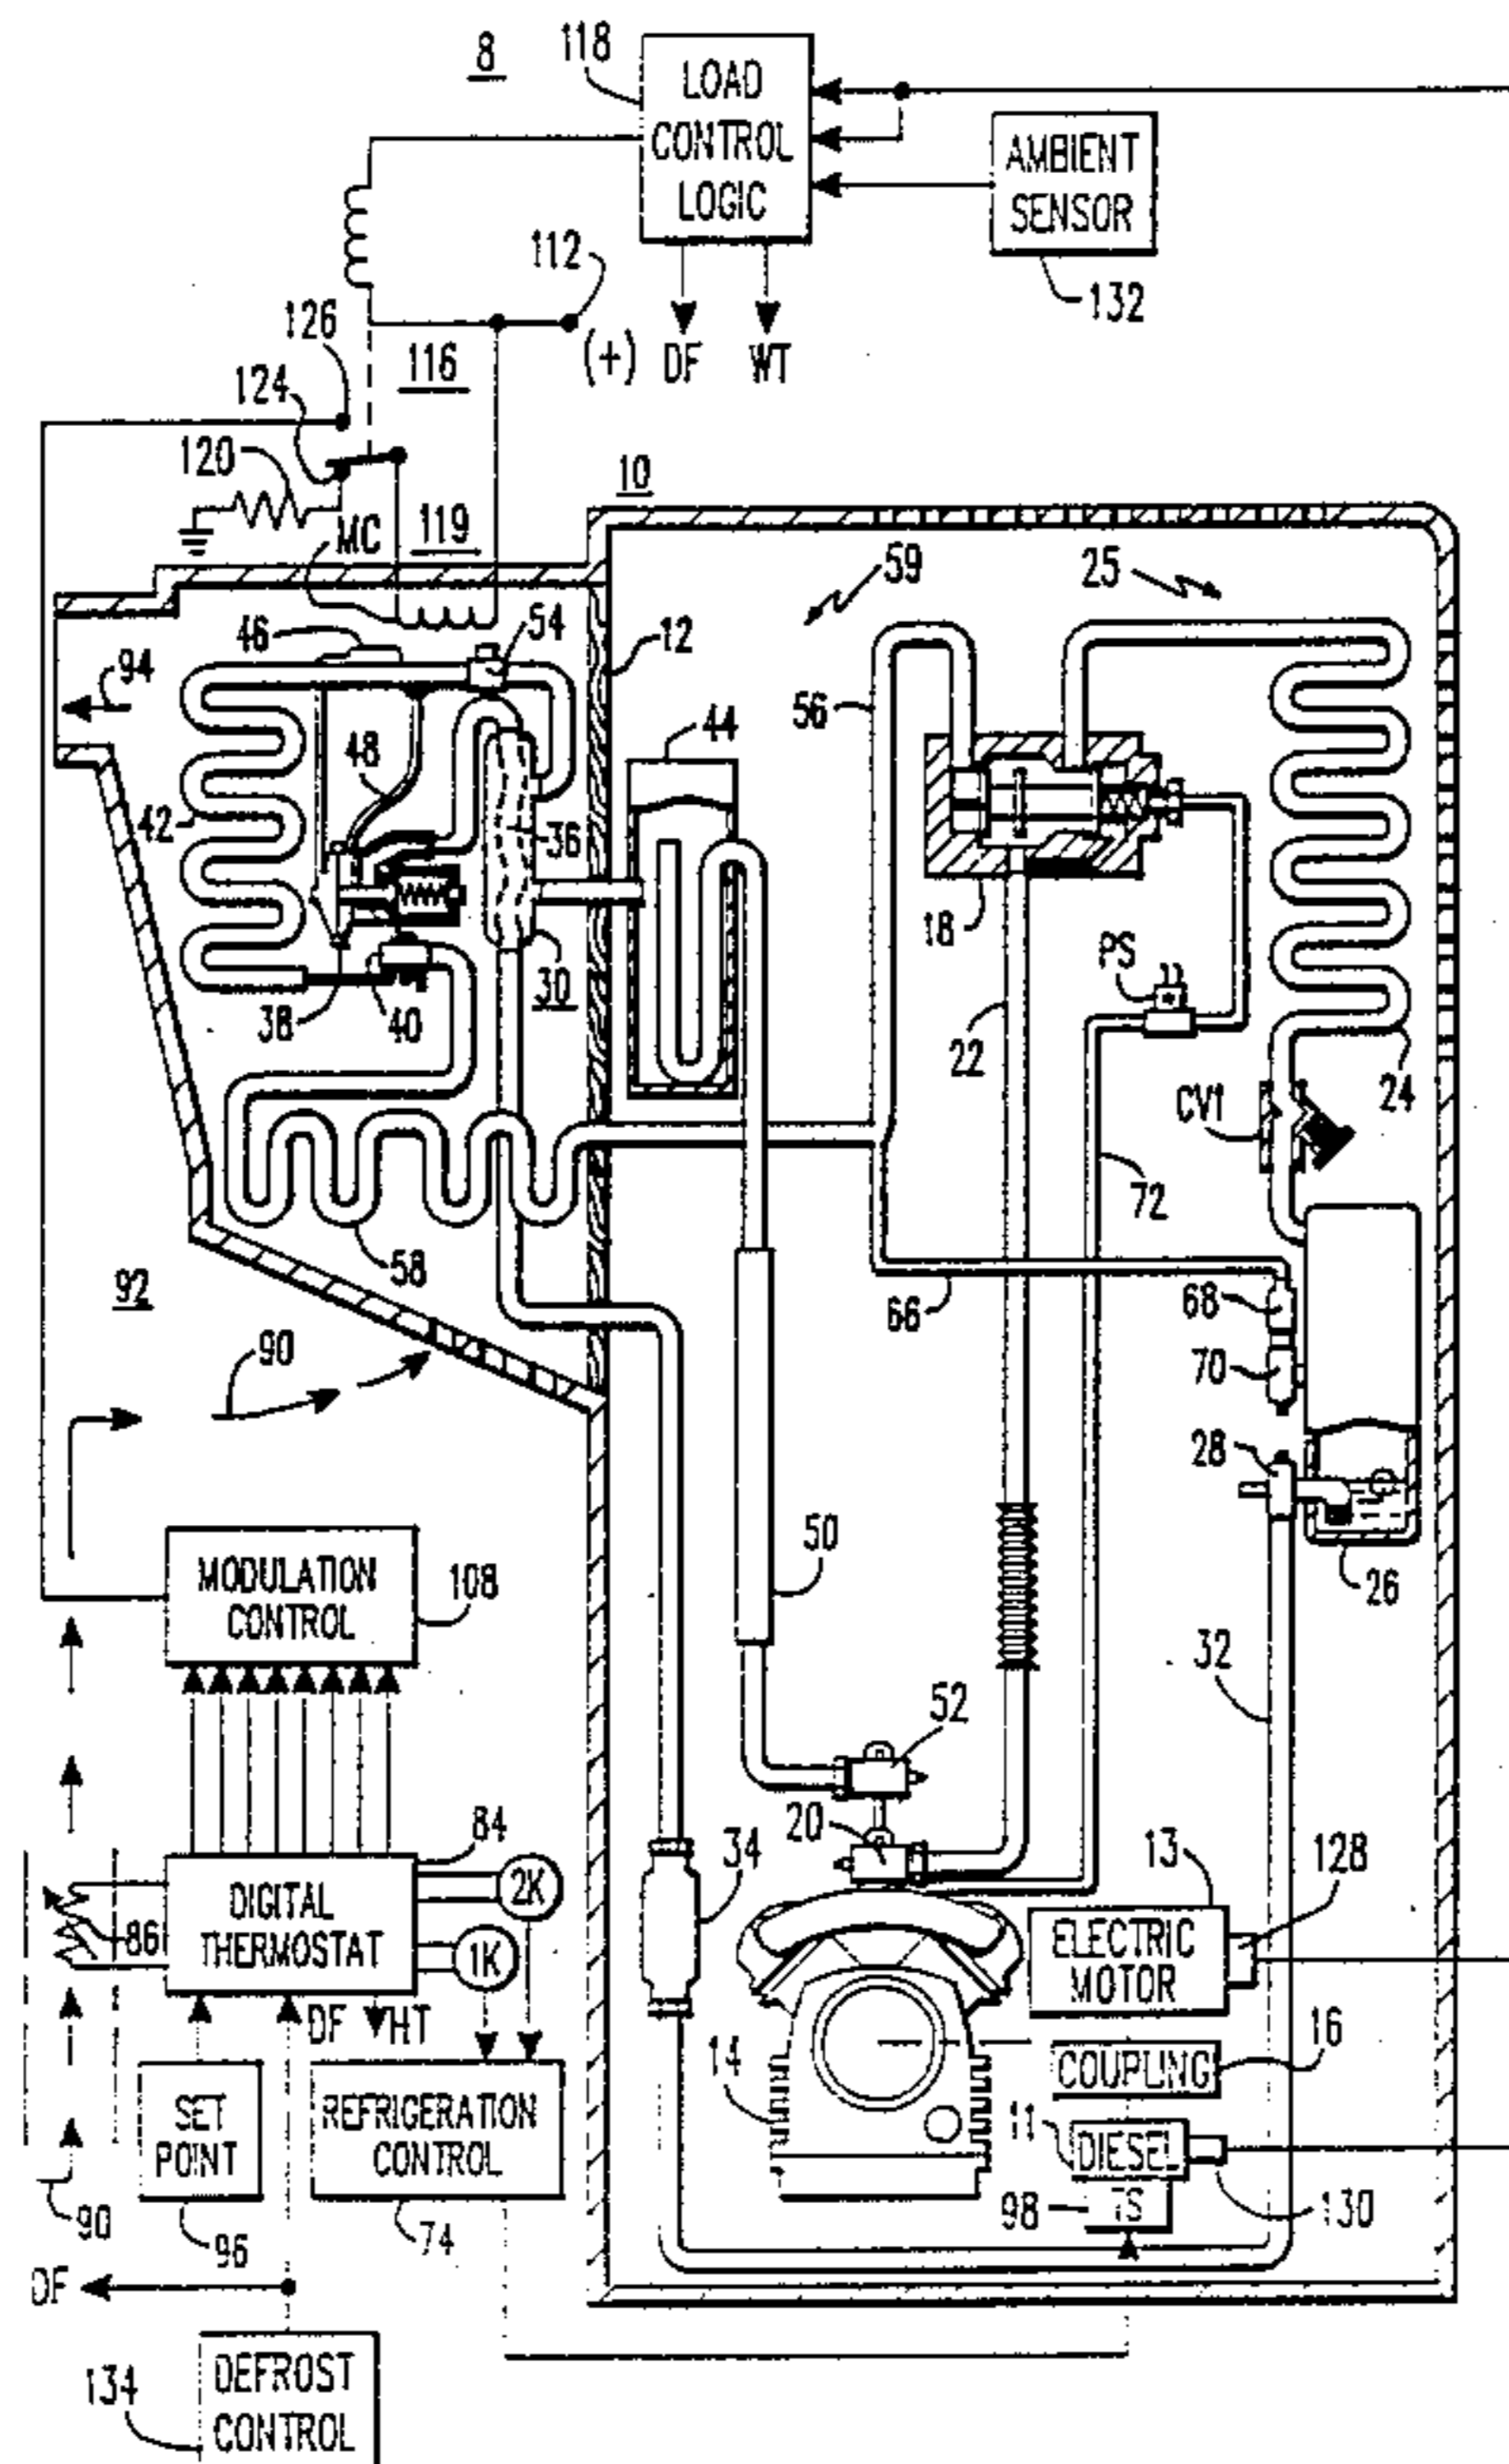 8
118
LOAD
CONTROL
LOGIC
AMBIENT
SENSOR
132
112
(+)
DF
WT
126
116
124
120
MC
119
10
46
54
12
59
25
94
48
44
56
42
36
18
38
40
30
22
PS
24
CV1
72
58
66
68
92
90
70
28
26
MODULATION
CONTROL
108
50
32
52
84
20
34
13
128
2K
86
DIGITAL
THERMOSTAT
1K
ELECTRIC
MOTOR
DF
HT
16
14
COUPLING
SET
POINT
REFRIGERATION
CONTROL
11
DIESEL
98
TS
130
90
96
74
DF
134
DEFROST
CONTROL